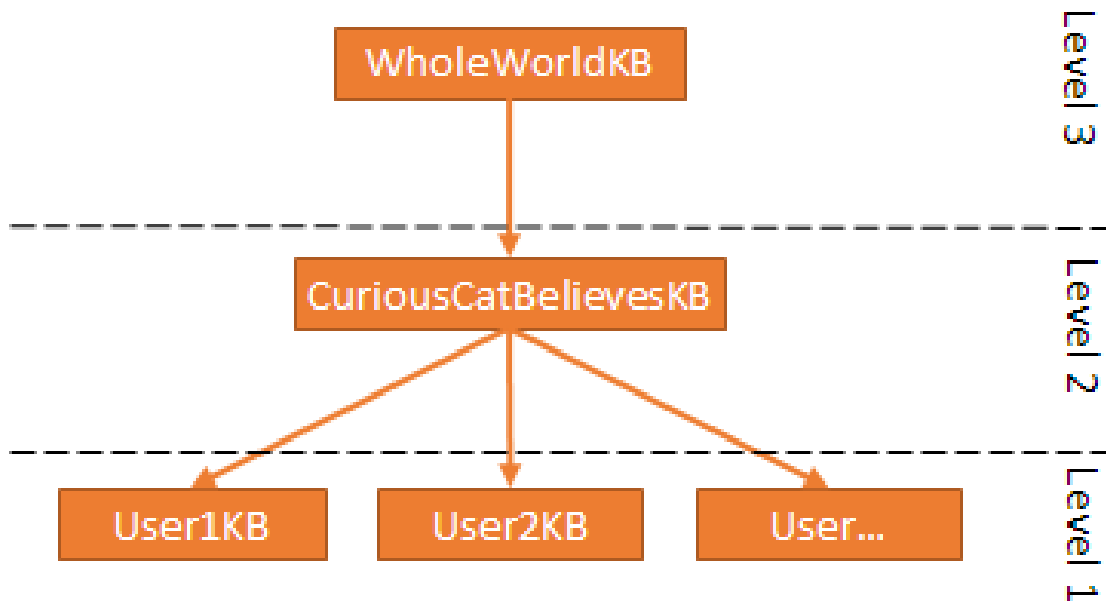 WholeWorldKB
Level 3
CuriousCatBelievesKB
Level 2
User1KB
User2KB
User...
Level 1